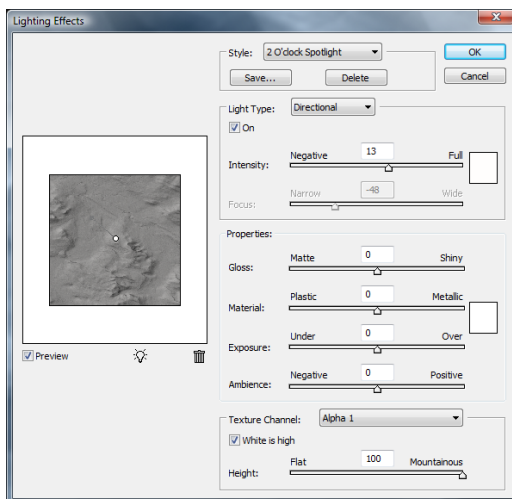 Lighting Effects
Style: 2 O'clock Spotlight
OK
Save... Delete
Cancel
Light Type: Directional
On
Negative 13 Full
Intensity:
Narrow -48 Wide
Focus:
Properties:
Matte 0 Shiny
Gloss:
Plastic 0 Metallic
Material:
Under 0 Over
Exposure:
Negative 0 Positive
Ambience:
Preview
Texture Channel: Alpha 1
White is high
Flat 100 Mountainous
Height: